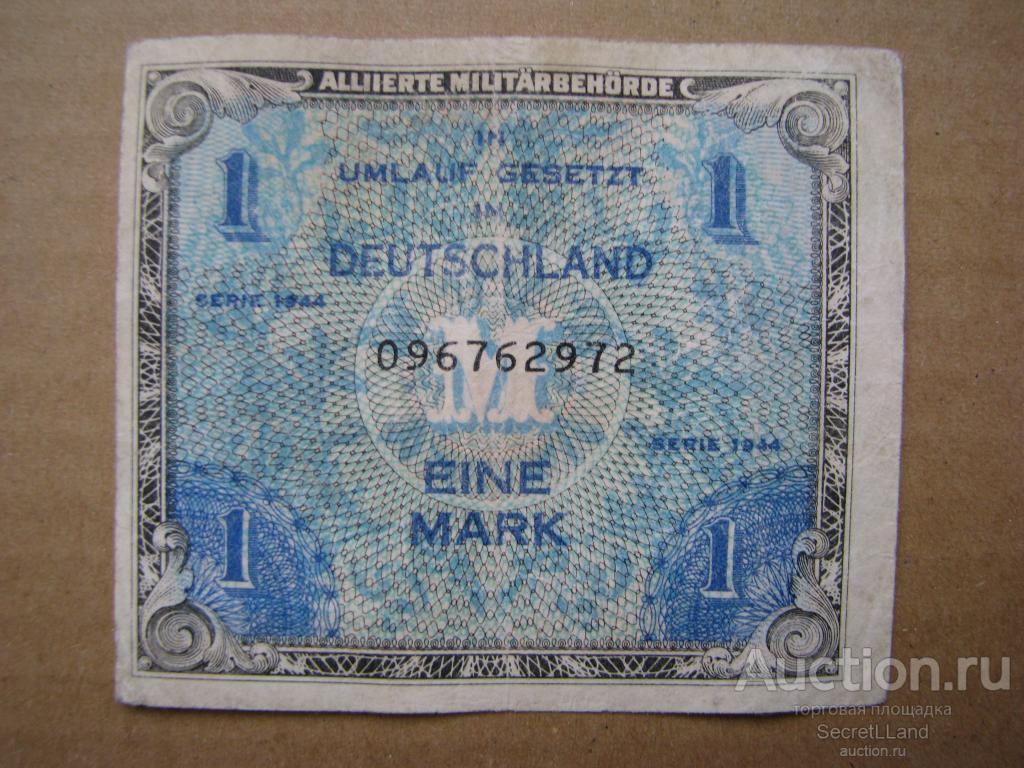 ALLIIERTE MILITÄRBEHÖRDE
1 1
IN
UMLAUF GESETZT
IN
DEUTSCHLAND
SERIE 1944
M
096762972
SERIE 1944
EINE
MARK
1 1
Auction.ru
торговая площадка
SecretLLand
auction.ru